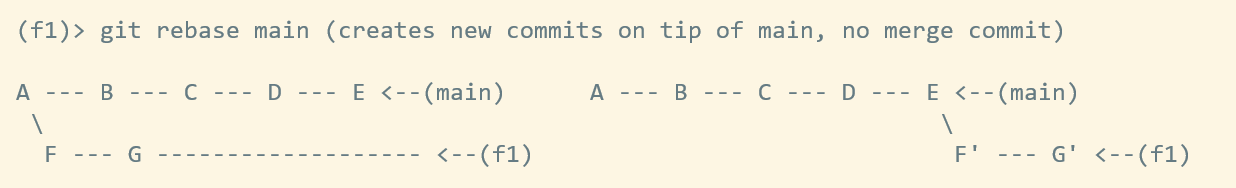 (f1)> git rebase main (creates new commits on tip of main, no merge commit)
A --- B --- C --- D --- E <--(main)      A --- B --- C --- D --- E <--(main)
 \                                                                \
  F --- G ------------------- <--(f1)                              F' --- G' <--(f1)